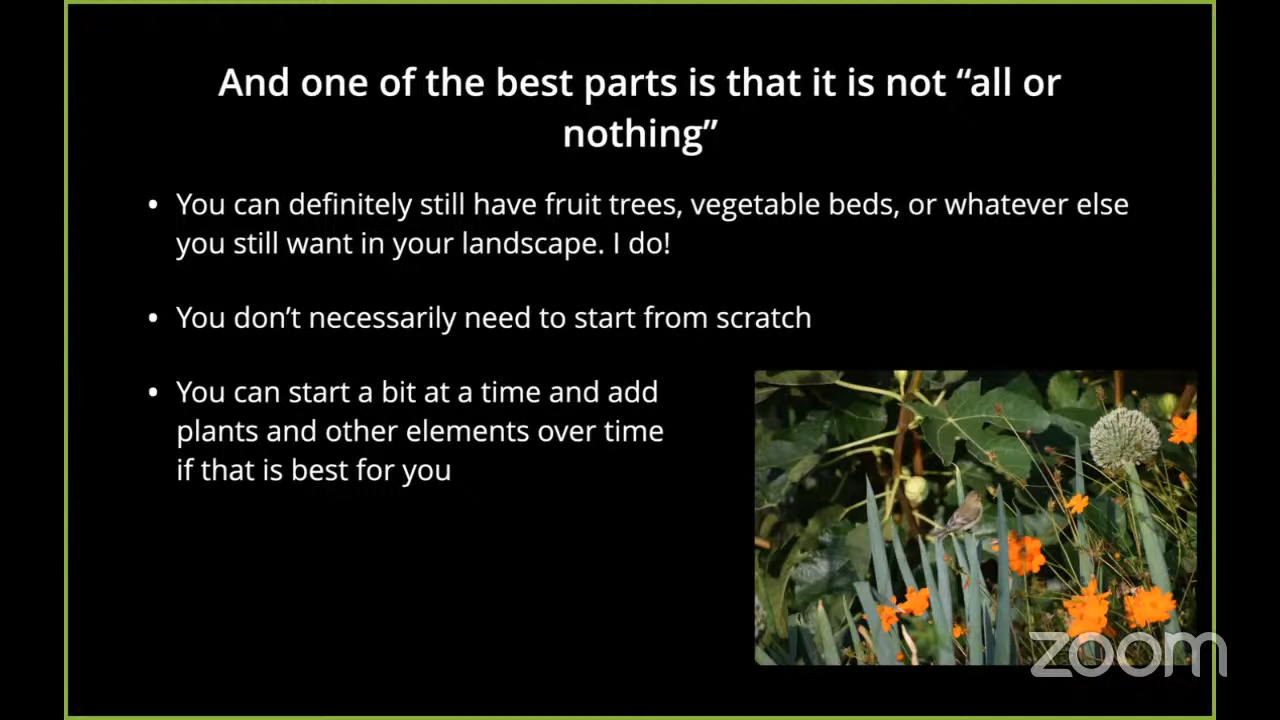 And one of the best parts is that it is not “all or
nothing”
• You can definitely still have fruit trees, vegetable beds, or whatever else
you still want in your landscape. I do!
• You don’t necessarily need to start from scratch
• You can start a bit at a time and add
plants and other elements over time
if that is best for you
zoom